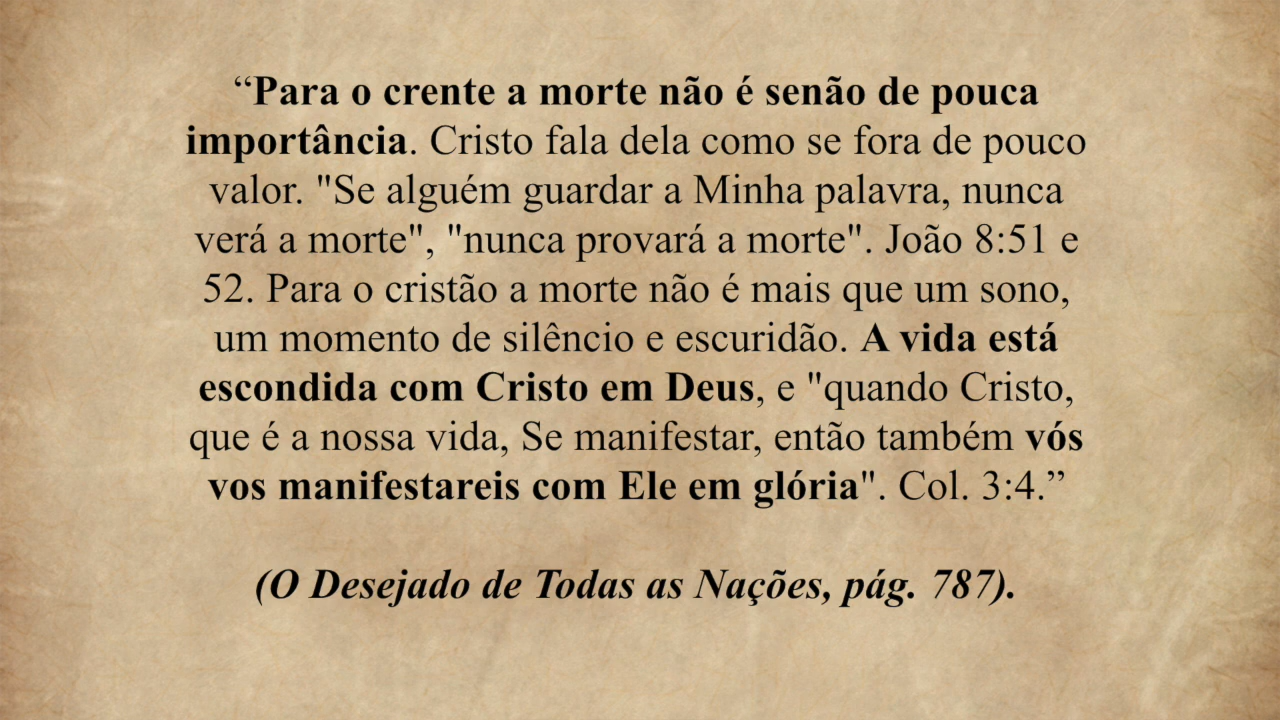 “Para o crente a morte não é senão de pouca
importância. Cristo fala dela como se fora de pouco
valor. "Se alguém guardar a Minha palavra, nunca
verá a morte", "nunca provará a morte". João 8:51 e
52. Para o cristão a morte não é mais que um sono,
um momento de silêncio e escuridão. A vida está
escondida com Cristo em Deus, e "quando Cristo,
que é a nossa vida, Se manifestar, então também vós
vos manifestareis com Ele em glória". Col. 3:4.”
(O Desejado de Todas as Nações, pág. 787).